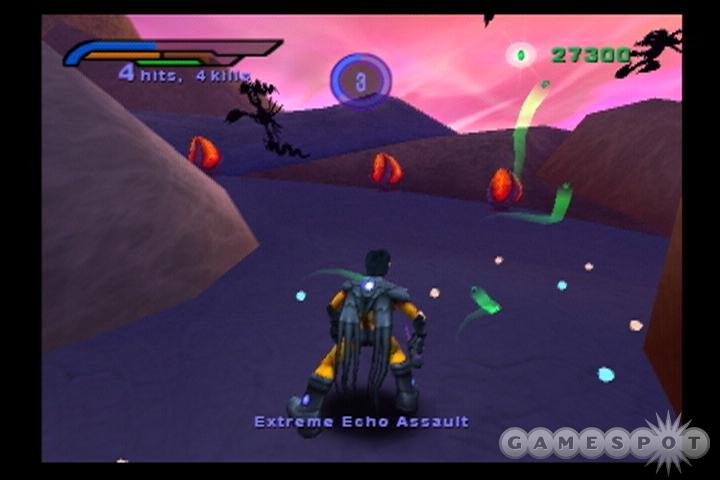 27300
4 hits, 4 kills
3
Extreme Echo Assault
GAMESPOT